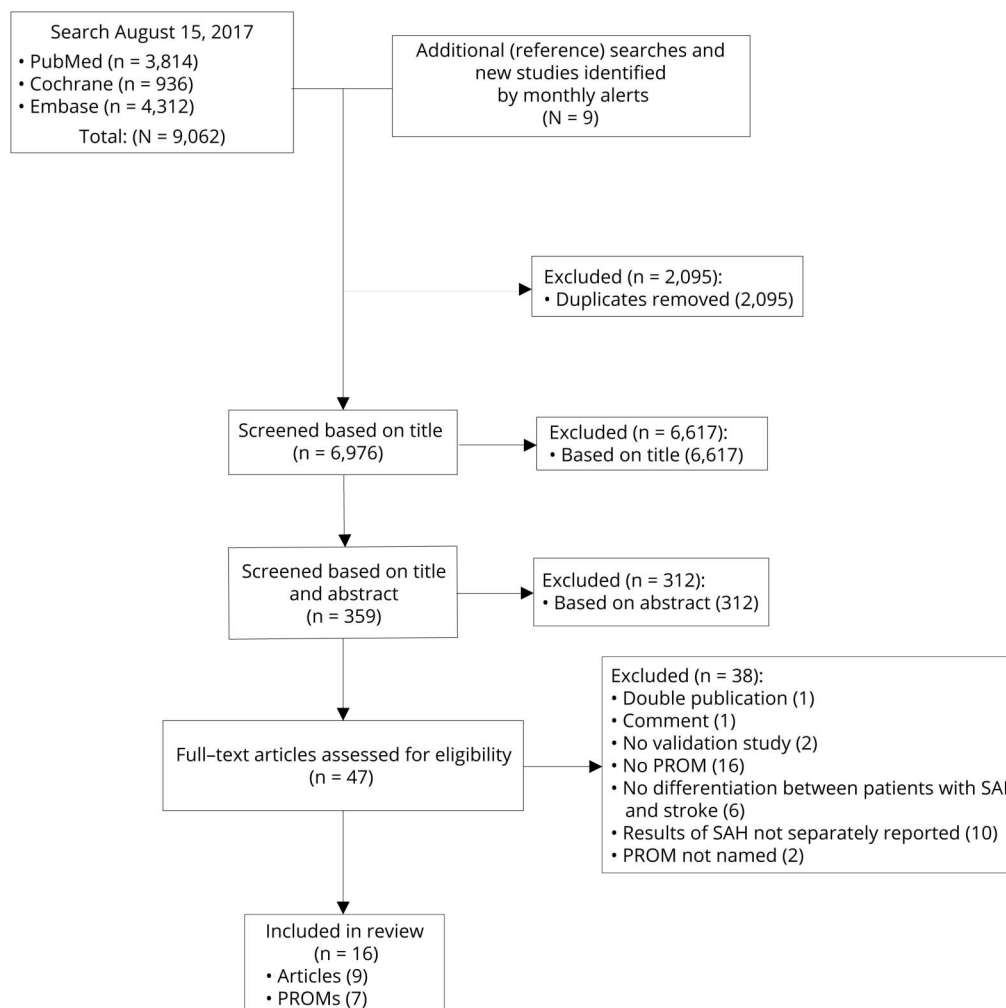 Search August 15, 2017
• PubMed (n = 3,814)
• Cochrane (n = 936)
• Embase (n = 4,312)
Total: (N = 9,062)
Additional (reference) searches and
new studies identified
by monthly alerts
(N = 9)
Excluded (n = 2,095):
• Duplicates removed (2,095)
Screened based on title
(n = 6,976)
Excluded (n = 6,617):
• Based on title (6,617)
Screened based on title
and abstract
(n = 359)
Excluded (n = 312):
• Based on abstract (312)
Full–text articles assessed for eligibility
(n = 47)
Excluded (n = 38):
• Double publication (1)
• Comment (1)
• No validation study (2)
• No PROM (16)
• No differentiation between patients with SAH
and stroke (6)
• Results of SAH not separately reported (10)
• PROM not named (2)
Included in review
(n = 16)
• Articles (9)
• PROMs (7)